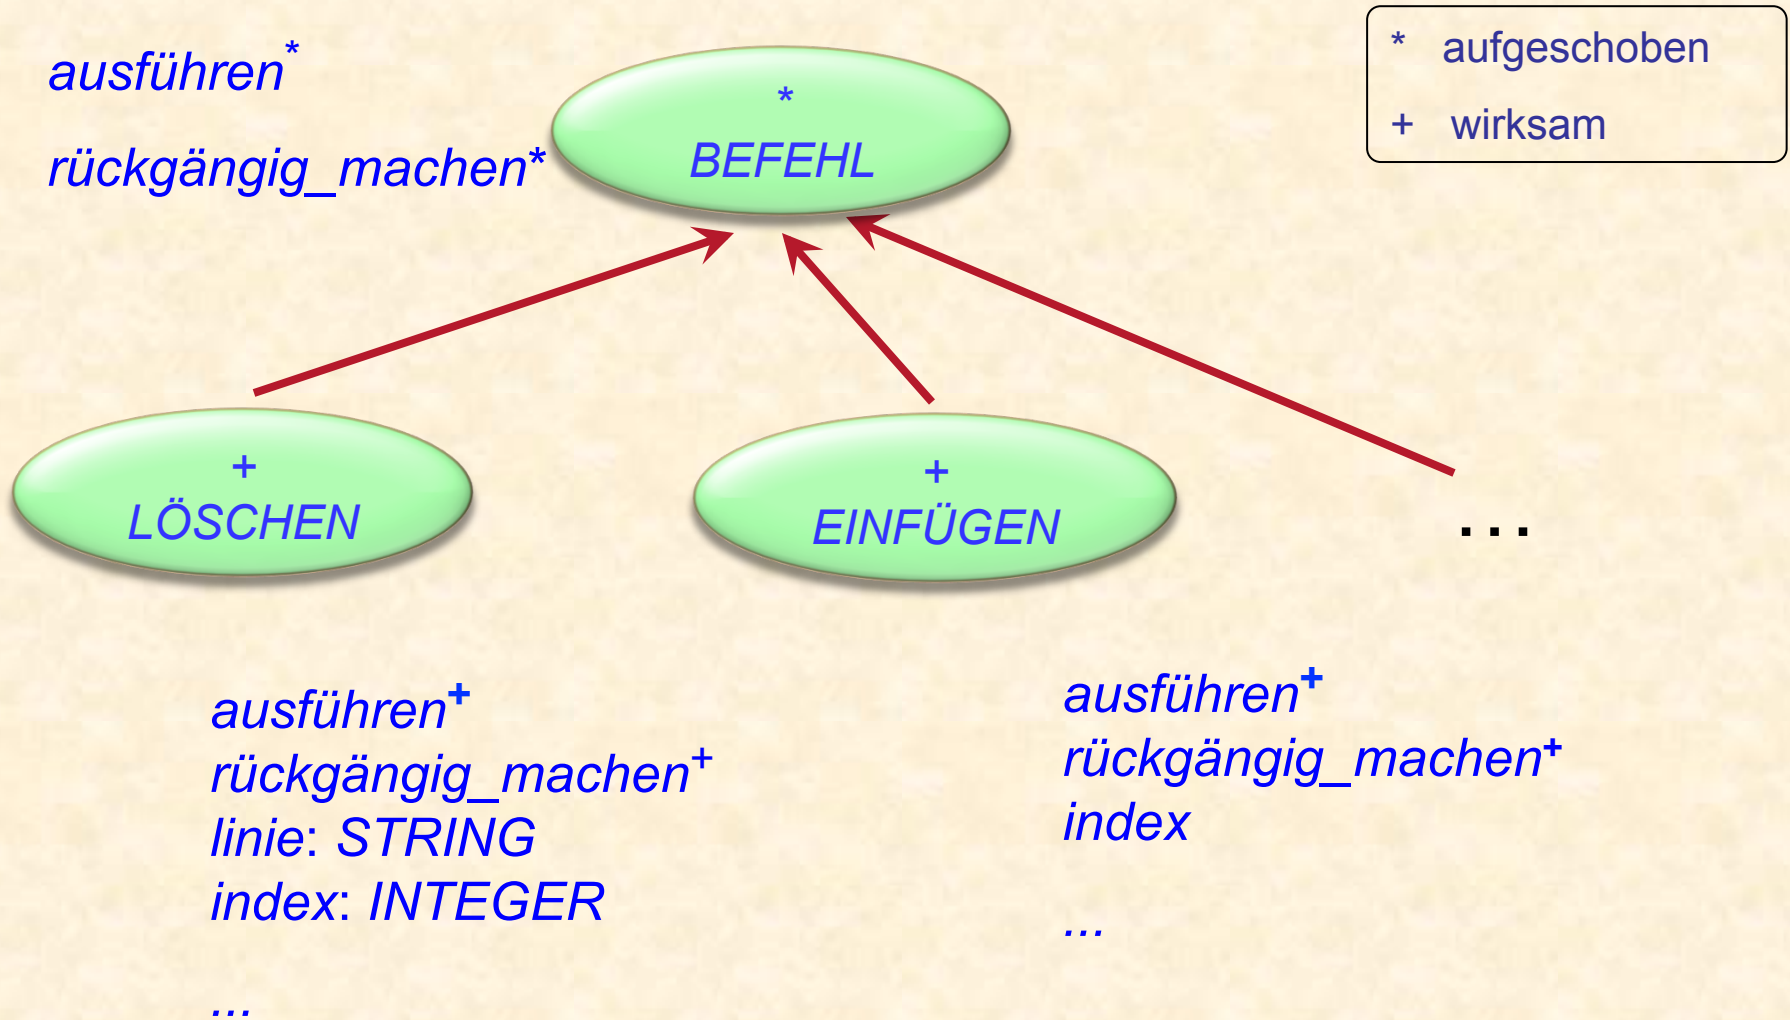 ausführen*
rückgängig_machen*
*
BEFEHL
* aufgeschoben
+ wirksam
+
LÖSCHEN
+
EINFÜGEN
...
ausführen+
rückgängig_machen+
linie: STRING
index: INTEGER
...
ausführen+
rückgängig_machen+
index
...